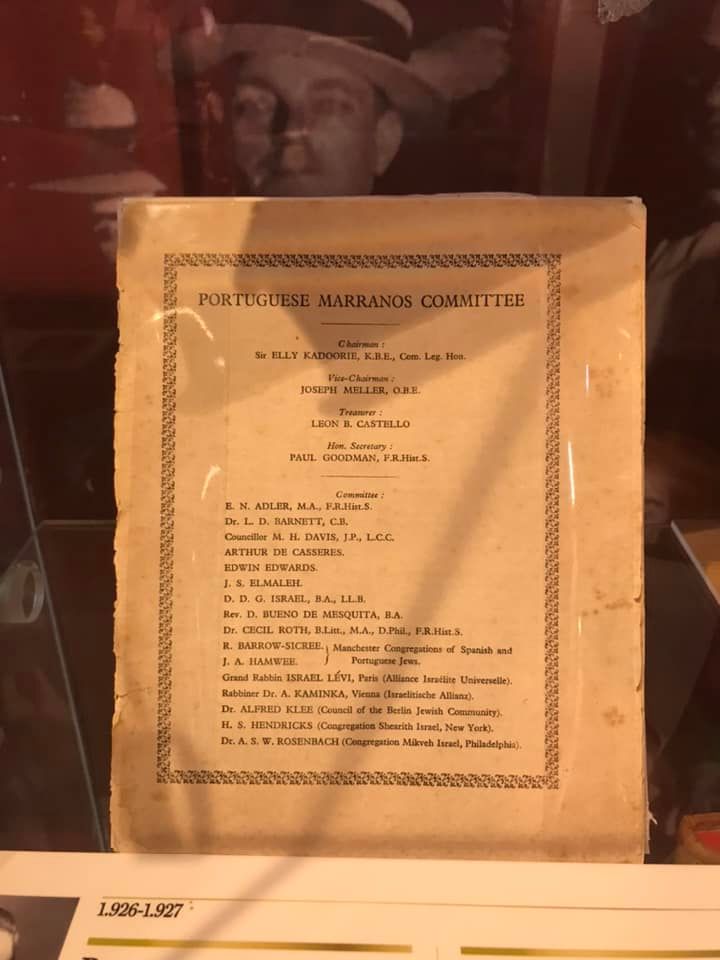 PORTUGUESE MARRANOS COMMITTEE
Chairman :
Sir ELLY KADOORIE, K.B.E., Com. Leg. Hon.
Vice-Chairman :
JOSEPH MELLER, O.B.E.
Treasurer :
LEON B. CASTELLO
Hon. Secretary :
PAUL GOODMAN, F.R.Hist.S.
Committee :
E. N. ADLER, M.A., F.R.Hist.S.
Dr. L. D. BARNETT, C.B.
Councillor M. H. DAVIS, J.P., L.C.C.
ARTHUR DE CASSERES.
EDWIN EDWARDS.
J. S. ELMALEH.
D. D. G. ISRAEL, B.A., LL.B.
Rev. D. BUENO DE MESQUITA, B.A.
Dr. CECIL ROTH, B.Litt., M.A., D.Phil., F.R.Hist.S.
R. BARROW-SICREE. } Manchester Congregations of Spanish and
J. A. HAMWEE. Portuguese Jews.
Grand Rabbin ISRAEL LÉVI, Paris (Alliance Israélite Universelle).
Rabbiner Dr. A. KAMINKA, Vienna (Israelitische Allianz).
Dr. ALFRED KLEE (Council of the Berlin Jewish Community).
H. S. HENDRICKS (Congregation Shearith Israel, New York).
Dr. A. S. W. ROSENBACH (Congregation Mikveh Israel, Philadelphia).
1.926-1.927